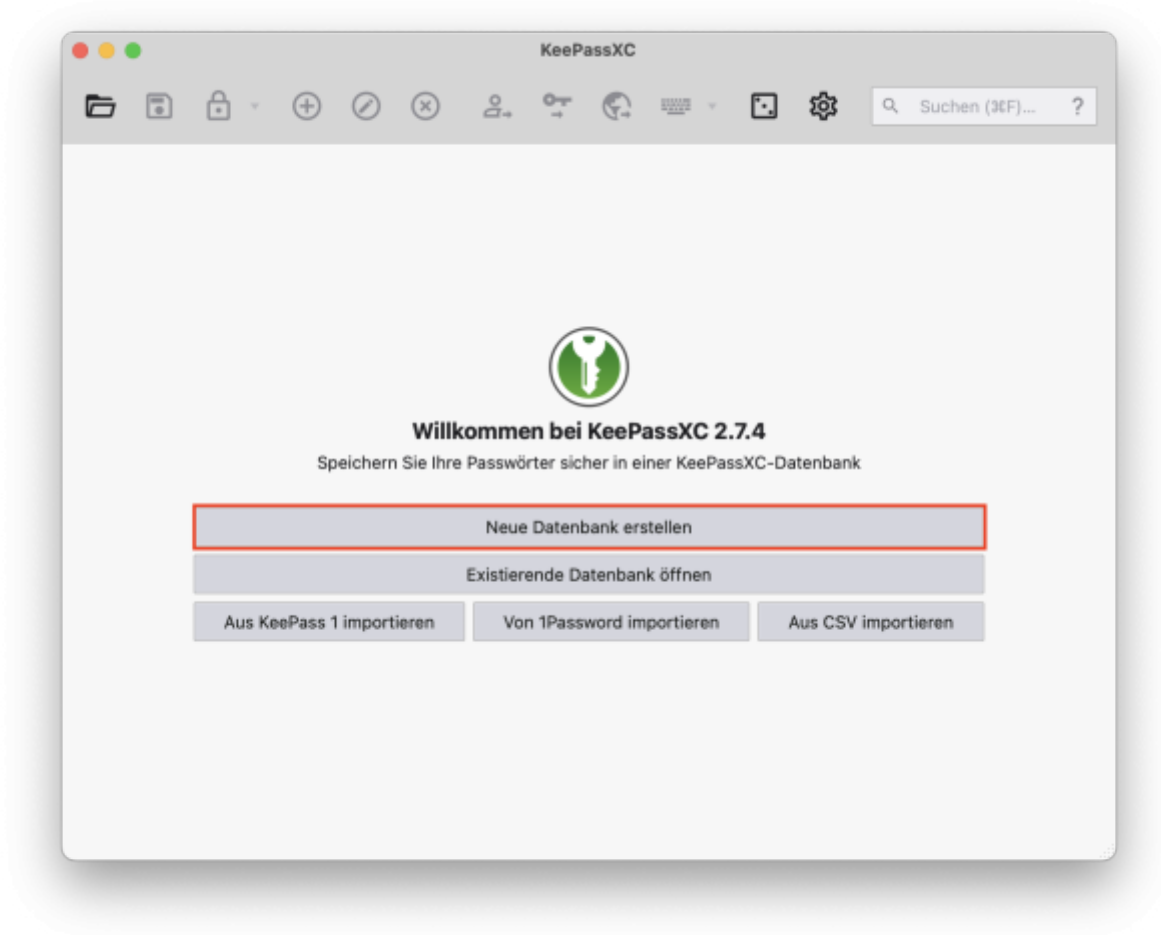 KeePassXC
Suchen (⌘F)... ?
Willkommen bei KeePassXC 2.7.4
Speichern Sie Ihre Passwörter sicher in einer KeePassXC-Datenbank
Neue Datenbank erstellen
Existierende Datenbank öffnen
Aus KeePass 1 importieren Von 1Password importieren Aus CSV importieren